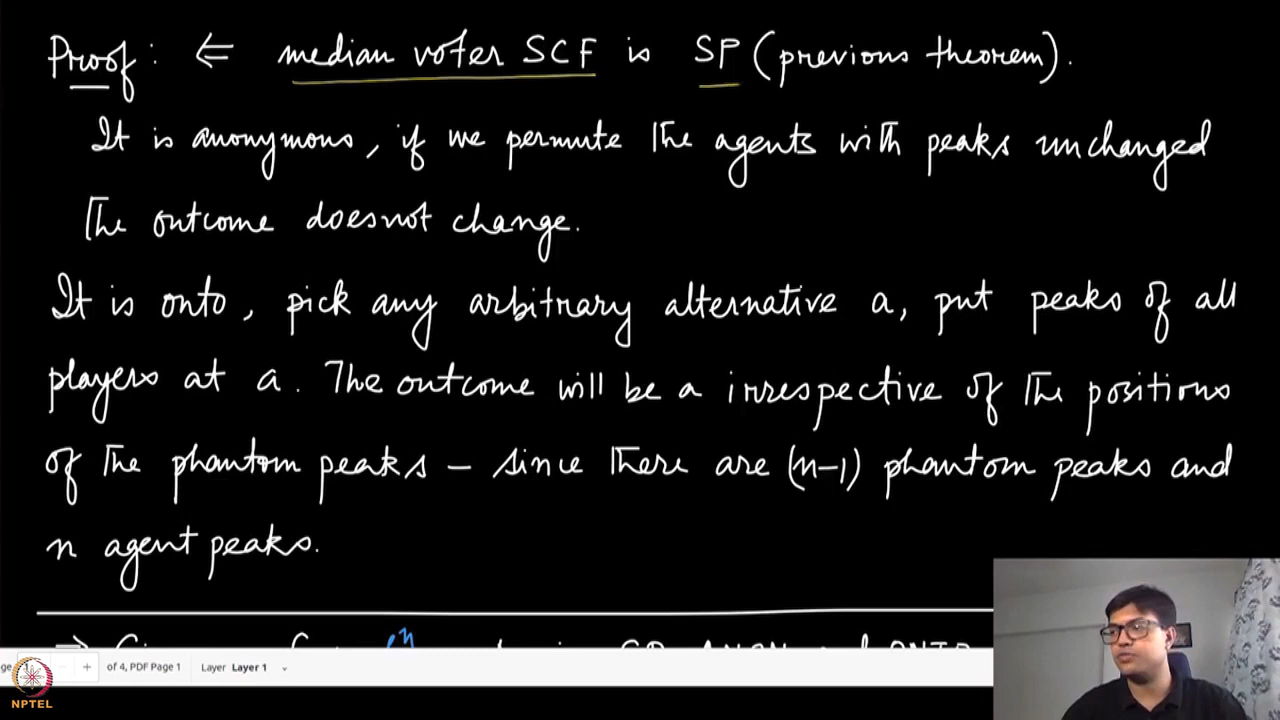 Proof : ⇐ median voter SCF is SP (previous theorem).
It is anonymous, if we permute the agents with peaks unchanged
The outcome does not change.
It is onto, pick any arbitrary alternative a, put peaks of all
players at a. The outcome will be a irrespective of the positions
of the phantom peaks – since there are (n-1) phantom peaks and
n agent peaks.
of 4, PDF Page 1 Layer Layer 1
NPTEL